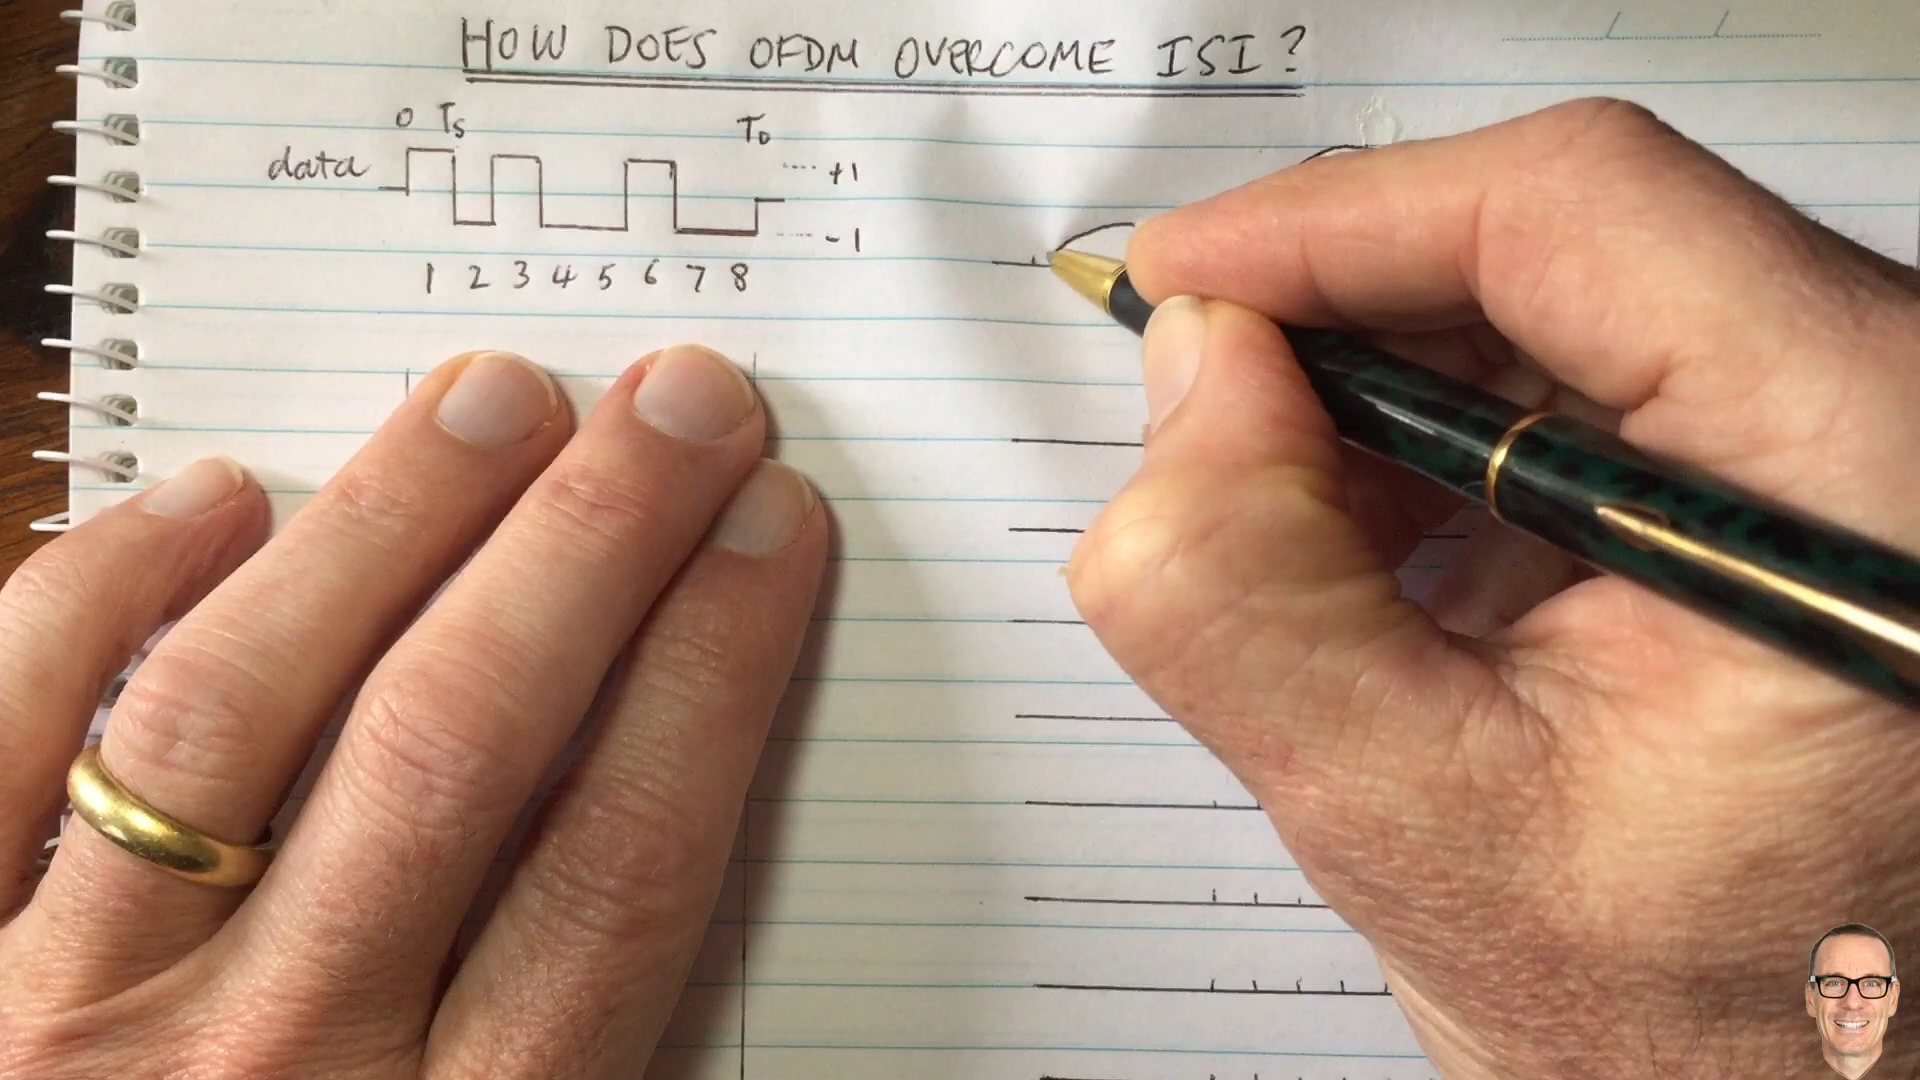 HOW DOES OFDM OVERCOME ISI?
0 Ts To
data +1
-1
1 2 3 4 5 6 7 8